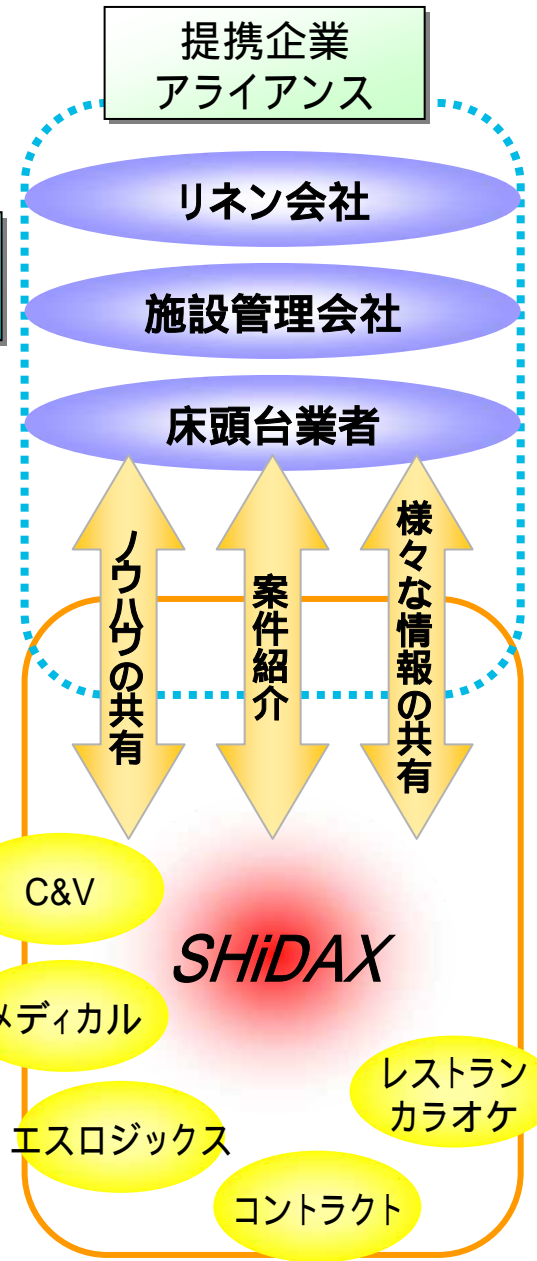 提携企業
アライアンス
リネン会社
施設管理会社
床頭台業者
ノウハウの共有
案件紹介
様々な情報の共有
C&V
SHiDAX
メディカル
レストラン
カラオケ
エスロジックス
コントラクト